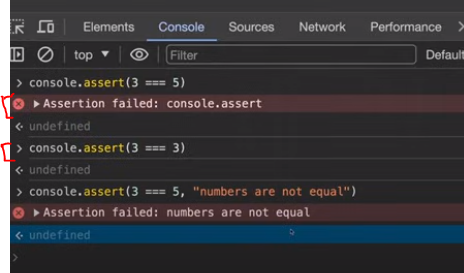 Elements Console Sources Network Performance
top ▼ Filter Default
> console.assert(3 === 5)
▶ Assertion failed: console.assert
<· undefined
> console.assert(3 === 3)
<· undefined
> console.assert(3 === 5, "numbers are not equal")
▶ Assertion failed: numbers are not equal
<· undefined
>